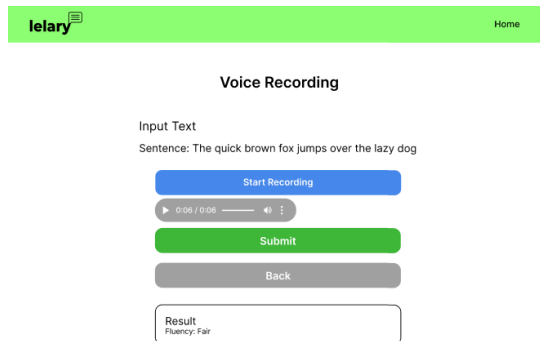 lelary
Home
Voice Recording
Input Text
Sentence: The quick brown fox jumps over the lazy dog
Start Recording
0:06 / 0:06
Submit
Back
Result
Fluency: Fair